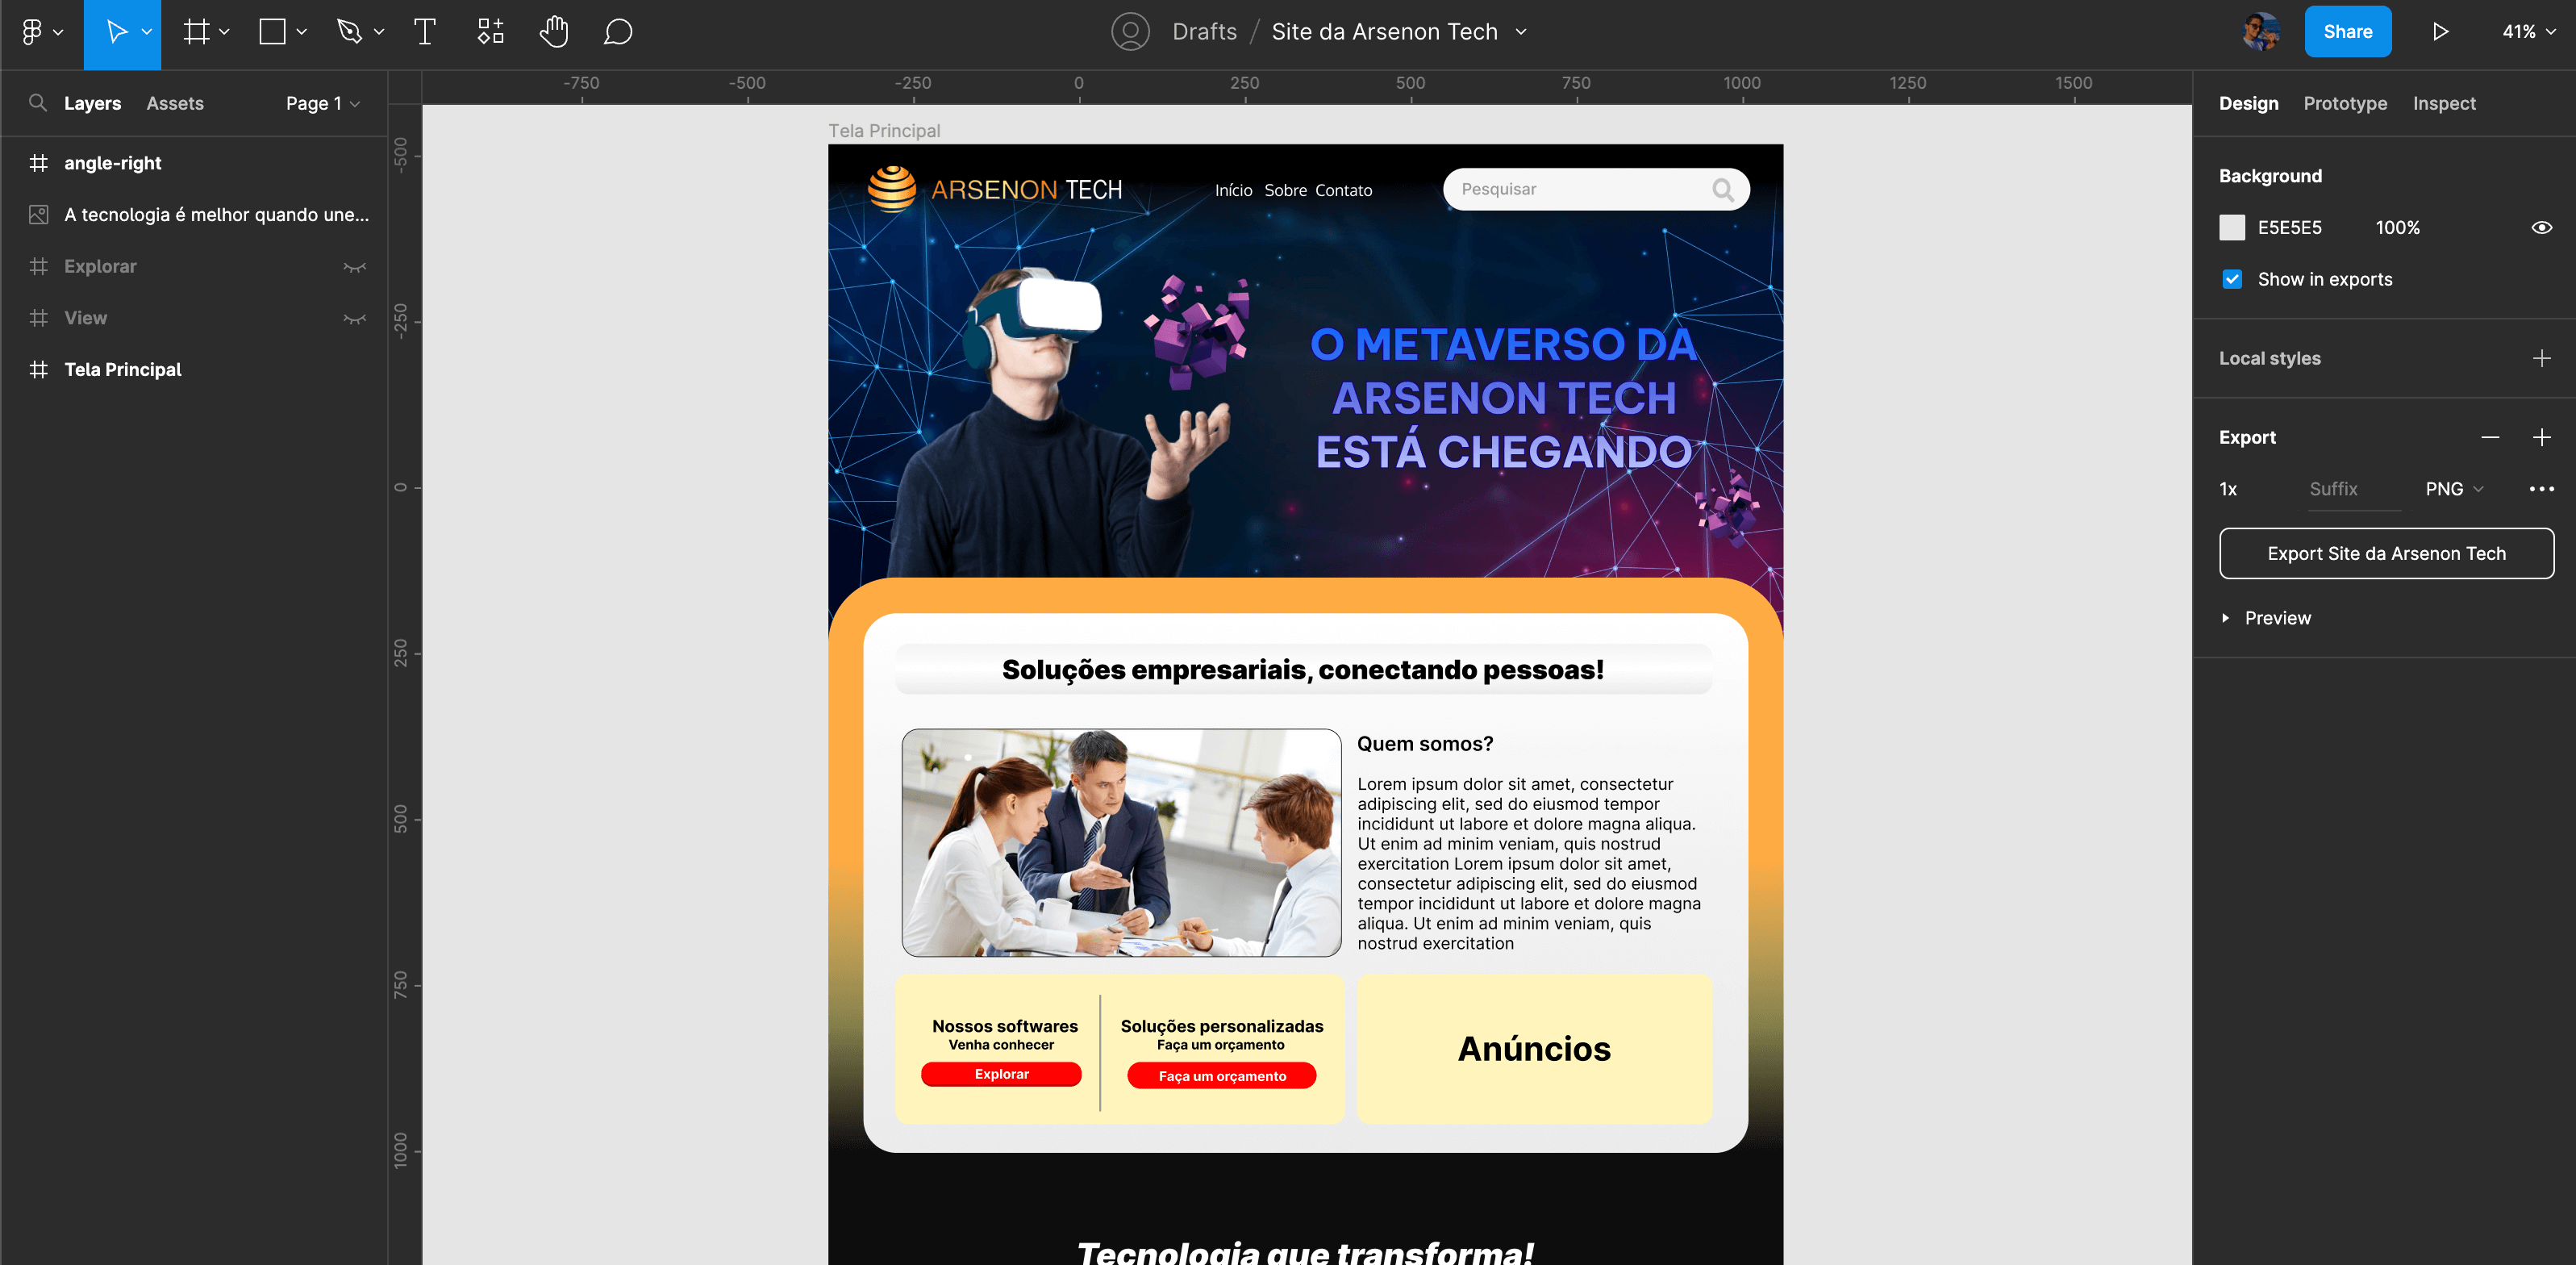 Drafts / Site da Arsenon Tech
Share
41%
Layers
Assets
Page 1
angle-right
A tecnologia é melhor quando une...
Explorar
View
Tela Principal
-750
-500
-250
0
250
500
750
1000
1250
1500
-500
-250
0
250
500
750
1000
Tela Principal
ARSENON TECH
Início Sobre Contato
Pesquisar
O METAVERSO DA
ARSENON TECH
ESTÁ CHEGANDO
Soluções empresariais, conectando pessoas!
Quem somos?
Lorem ipsum dolor sit amet, consectetur
adipiscing elit, sed do eiusmod tempor
incididunt ut labore et dolore magna aliqua.
Ut enim ad minim veniam, quis nostrud
exercitation Lorem ipsum dolor sit amet,
consectetur adipiscing elit, sed do eiusmod
tempor incididunt ut labore et dolore magna
aliqua. Ut enim ad minim veniam, quis
nostrud exercitation
Nossos softwares
Venha conhecer
Explorar
Soluções personalizadas
Faça um orçamento
Faça um orçamento
Anúncios
Tecnologia que transforma!
Design
Prototype
Inspect
Background
E5E5E5
100%
Show in exports
Local styles
Export
1x
Suffix
PNG
Export Site da Arsenon Tech
Preview